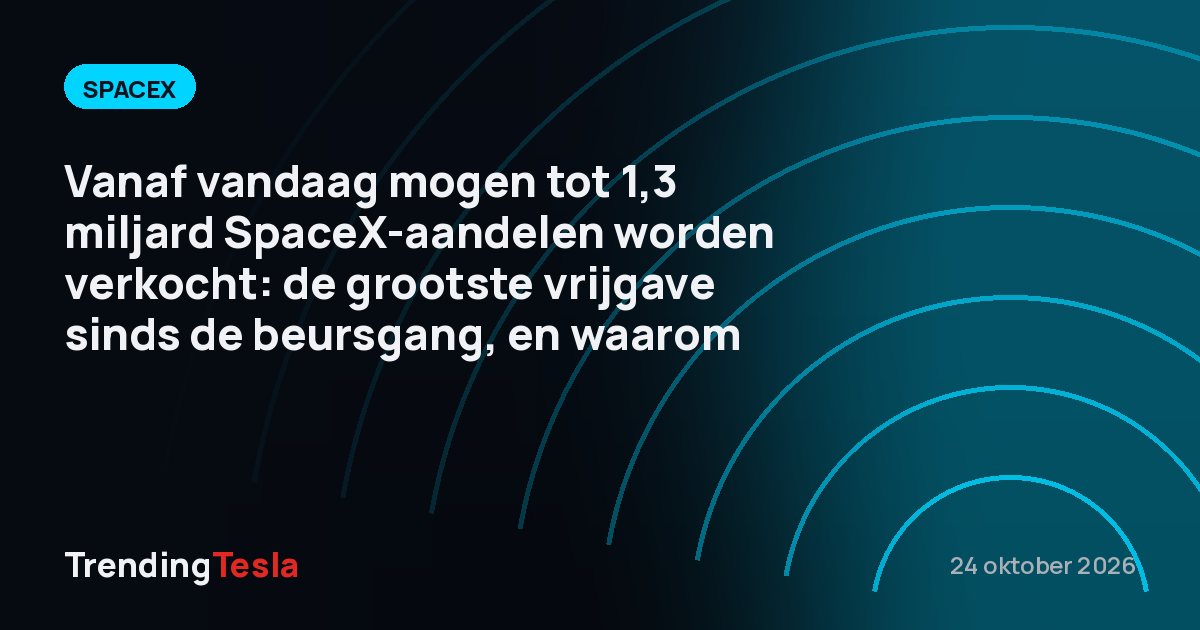 SPACEX
Vanaf vandaag mogen tot 1,3
miljard SpaceX-aandelen worden
verkocht: de grootste vrijgave
sinds de beursgang, en waarom
TrendingTesla
24 oktober 2026